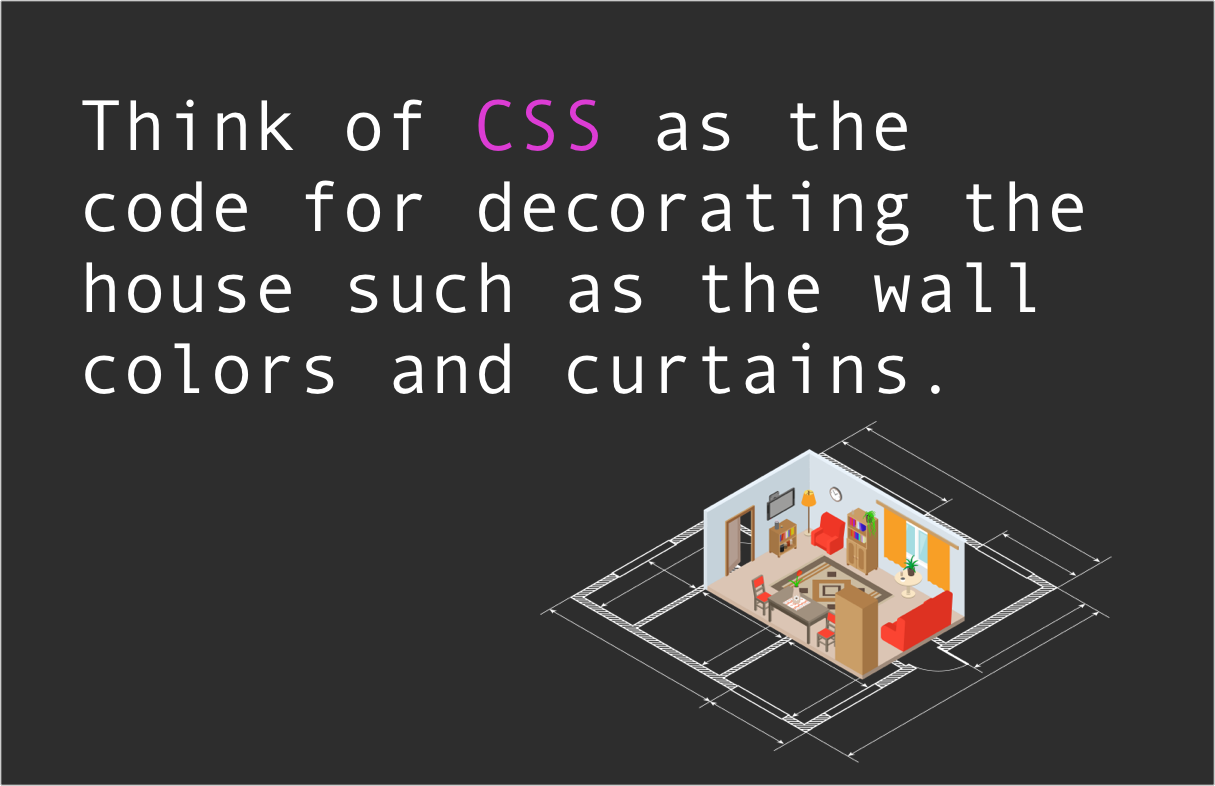 Think of CSS as the
code for decorating the
house such as the wall
colors and curtains.